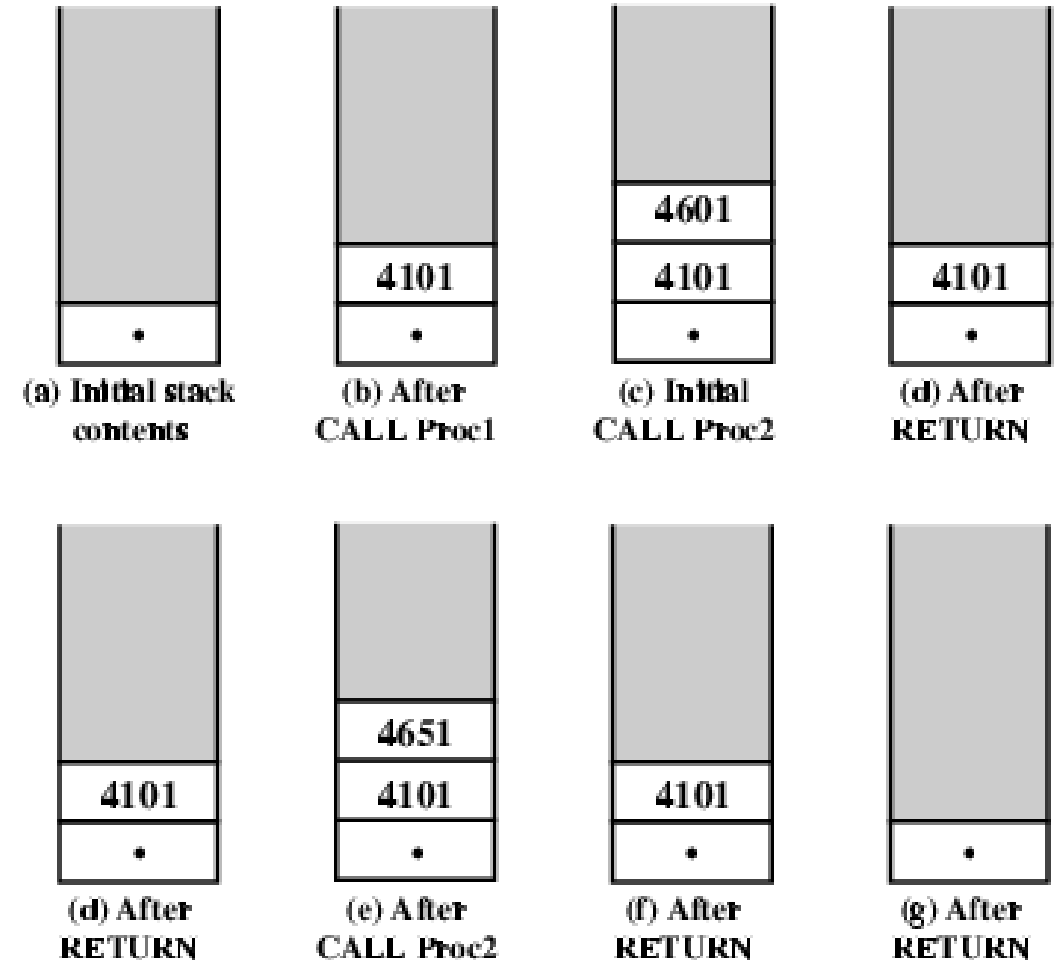 4101
4601
4101
4101
(a) Initial stack
contents
(b) After
CALL Proc1
(c) Initial
CALL Proc2
(d) After
RETURN
4101
4651
4101
4101
(d) After
RETURN
(e) After
CALL Proc2
(f) After
RETURN
(g) After
RETURN